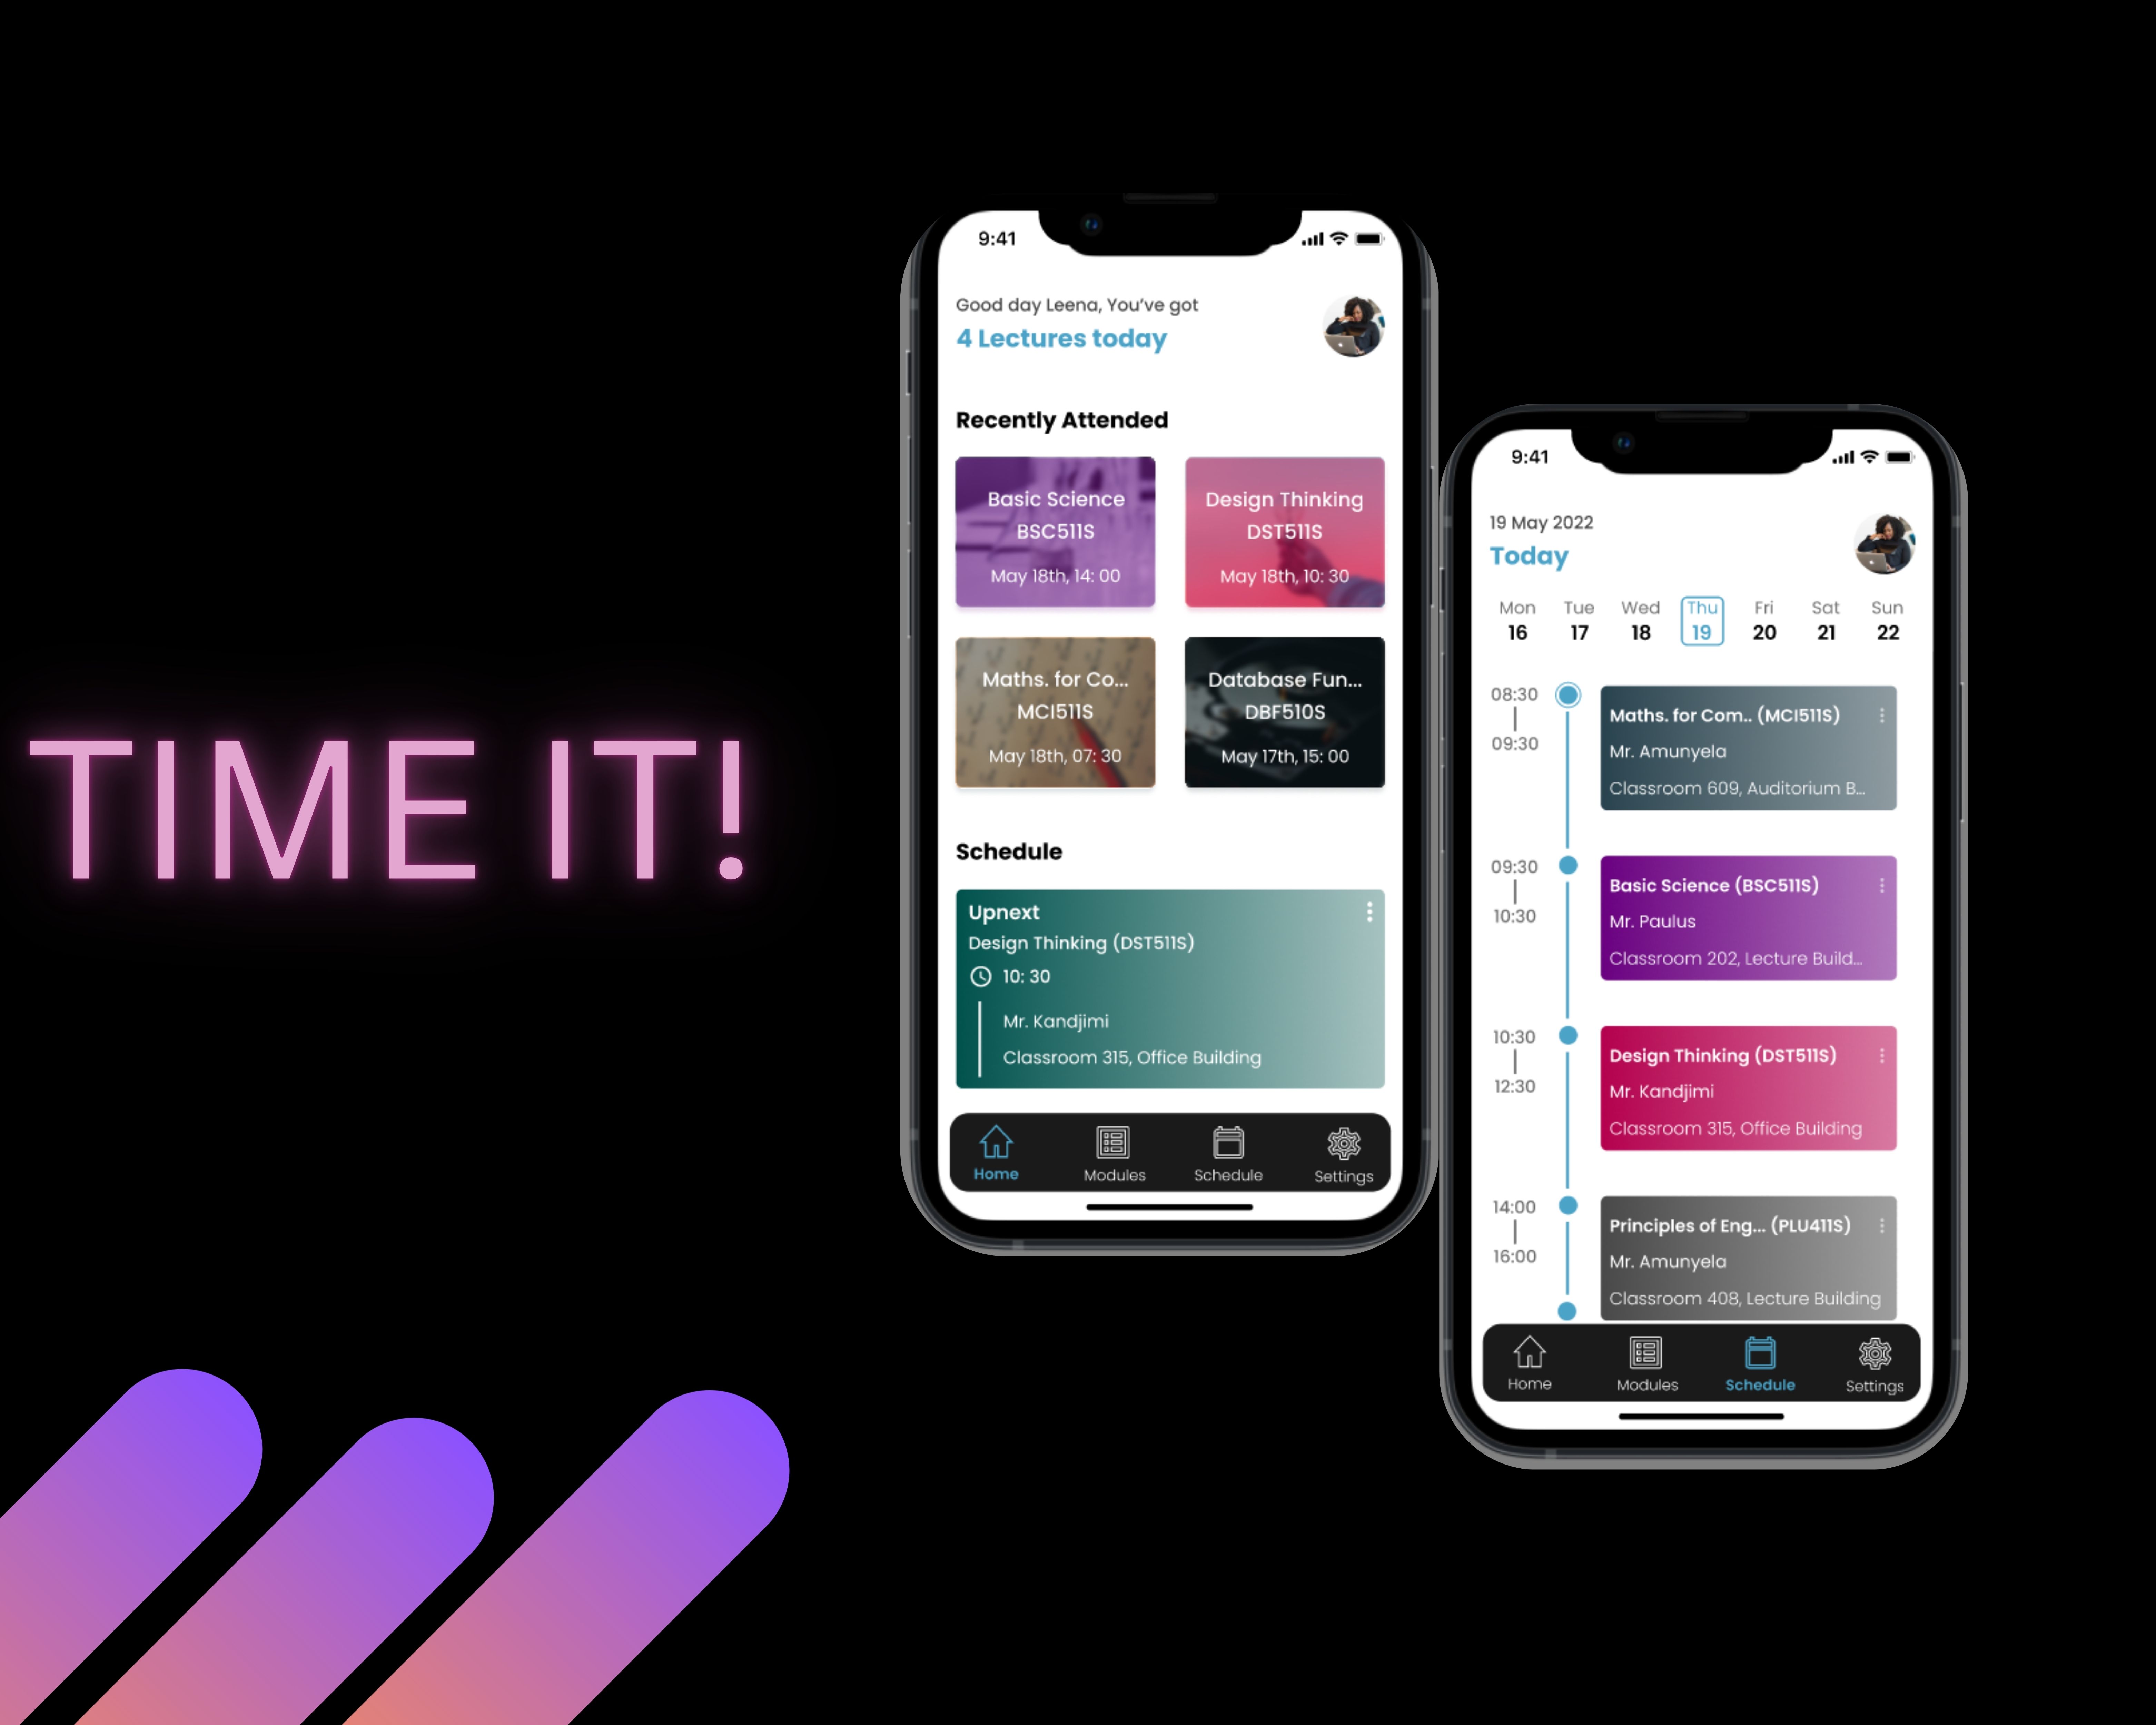 TIME IT!
9:41
Good day Leena, You've got
4 Lectures today
Recently Attended
Basic Science
BSC511S
May 18th, 14: 00
Design Thinking
DST511S
May 18th, 10: 30
Maths. for Co...
MCI511S
May 18th, 07: 30
Database Fun...
DBF510S
May 17th, 15: 00
Schedule
Upnext
Design Thinking (DST511S)
10: 30
Mr. Kandjimi
Classroom 315, Office Building
Home Modules Schedule Settings
9:41
19 May 2022
Today
Mon Tue Wed Thu Fri Sat Sun
16 17 18 19 20 21 22
08:30
09:30
Maths. for Com.. (MCI511S)
Mr. Amunyela
Classroom 609, Auditorium B...
09:30
10:30
Basic Science (BSC511S)
Mr. Paulus
Classroom 202, Lecture Build...
10:30
12:30
Design Thinking (DST511S)
Mr. Kandjimi
Classroom 315, Office Building
14:00
16:00
Principles of Eng... (PLU411S)
Mr. Amunyela
Classroom 408, Lecture Building
Home Modules Schedule Settings